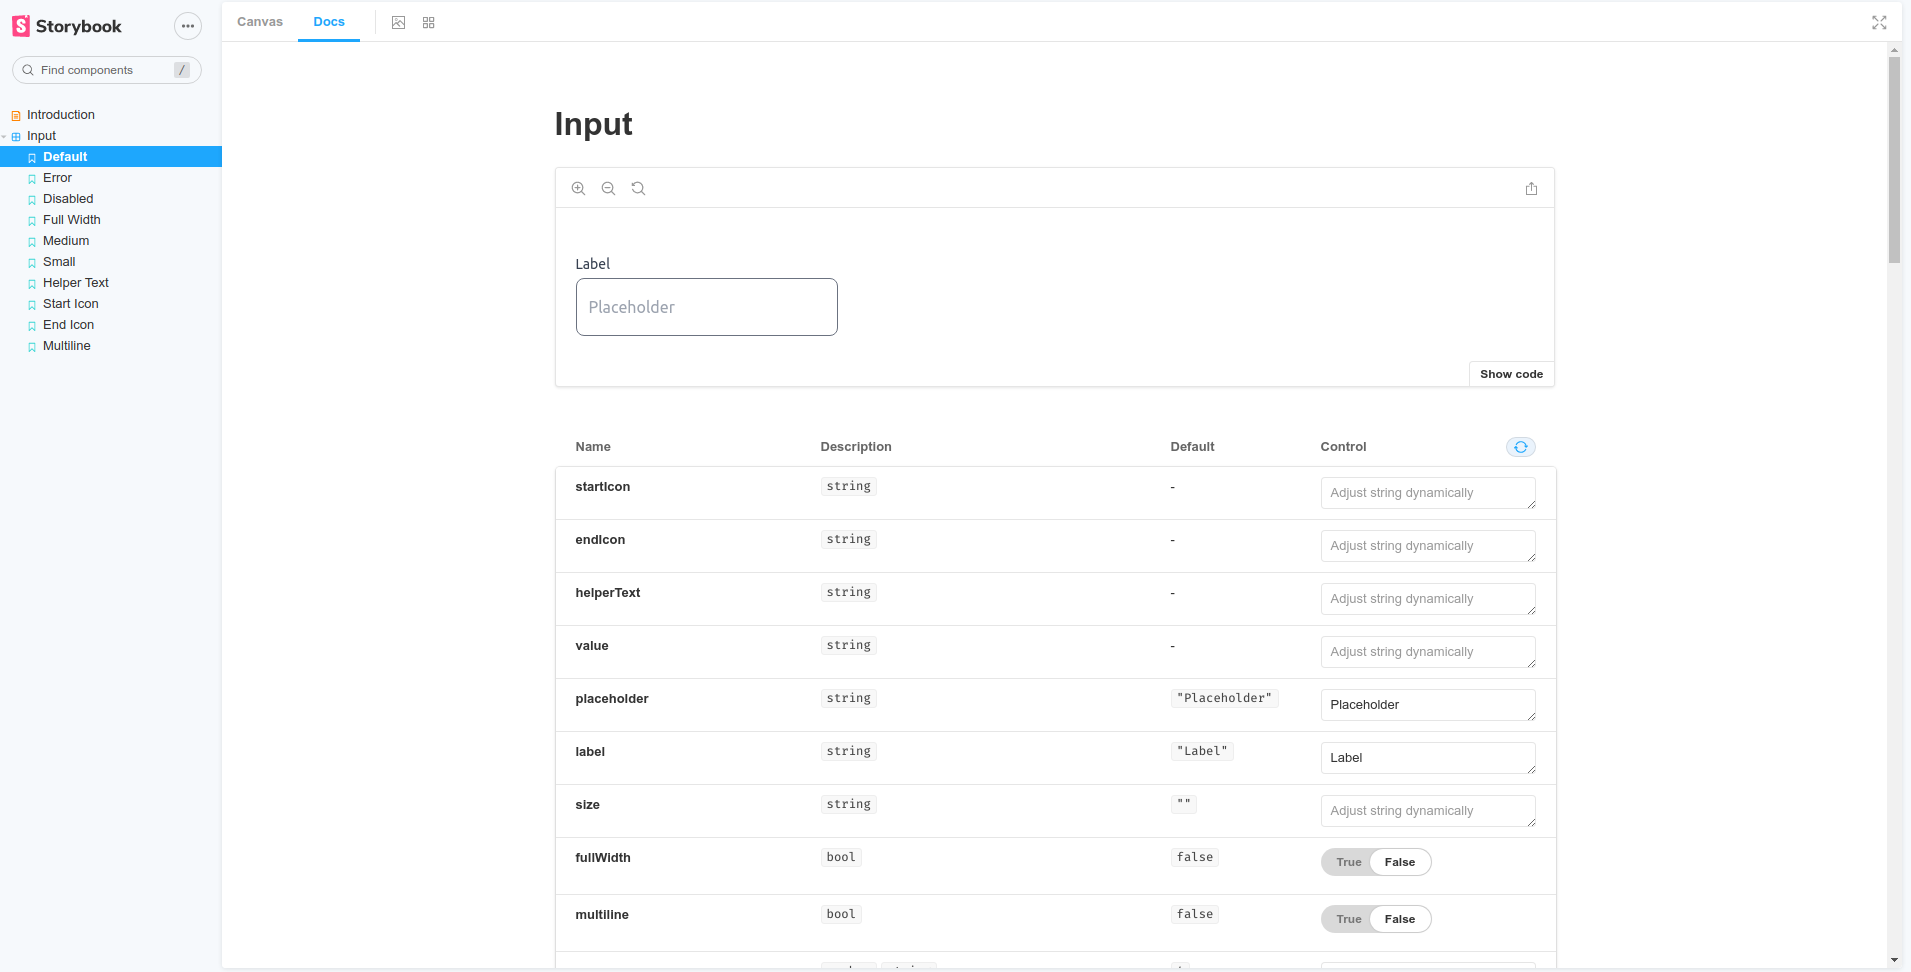 Storybook
Find components
/
Introduction
Input
Default
Error
Disabled
Full Width
Medium
Small
Helper Text
Start Icon
End Icon
Multiline
Canvas Docs
Input
Label
Placeholder
Show code
Name Description Default Control
startIcon string - Adjust string dynamically
endIcon string - Adjust string dynamically
helperText string - Adjust string dynamically
value string - Adjust string dynamically
placeholder string "Placeholder" Placeholder
label string "Label" Label
size string "" Adjust string dynamically
fullWidth bool false True False
multiline bool false True False